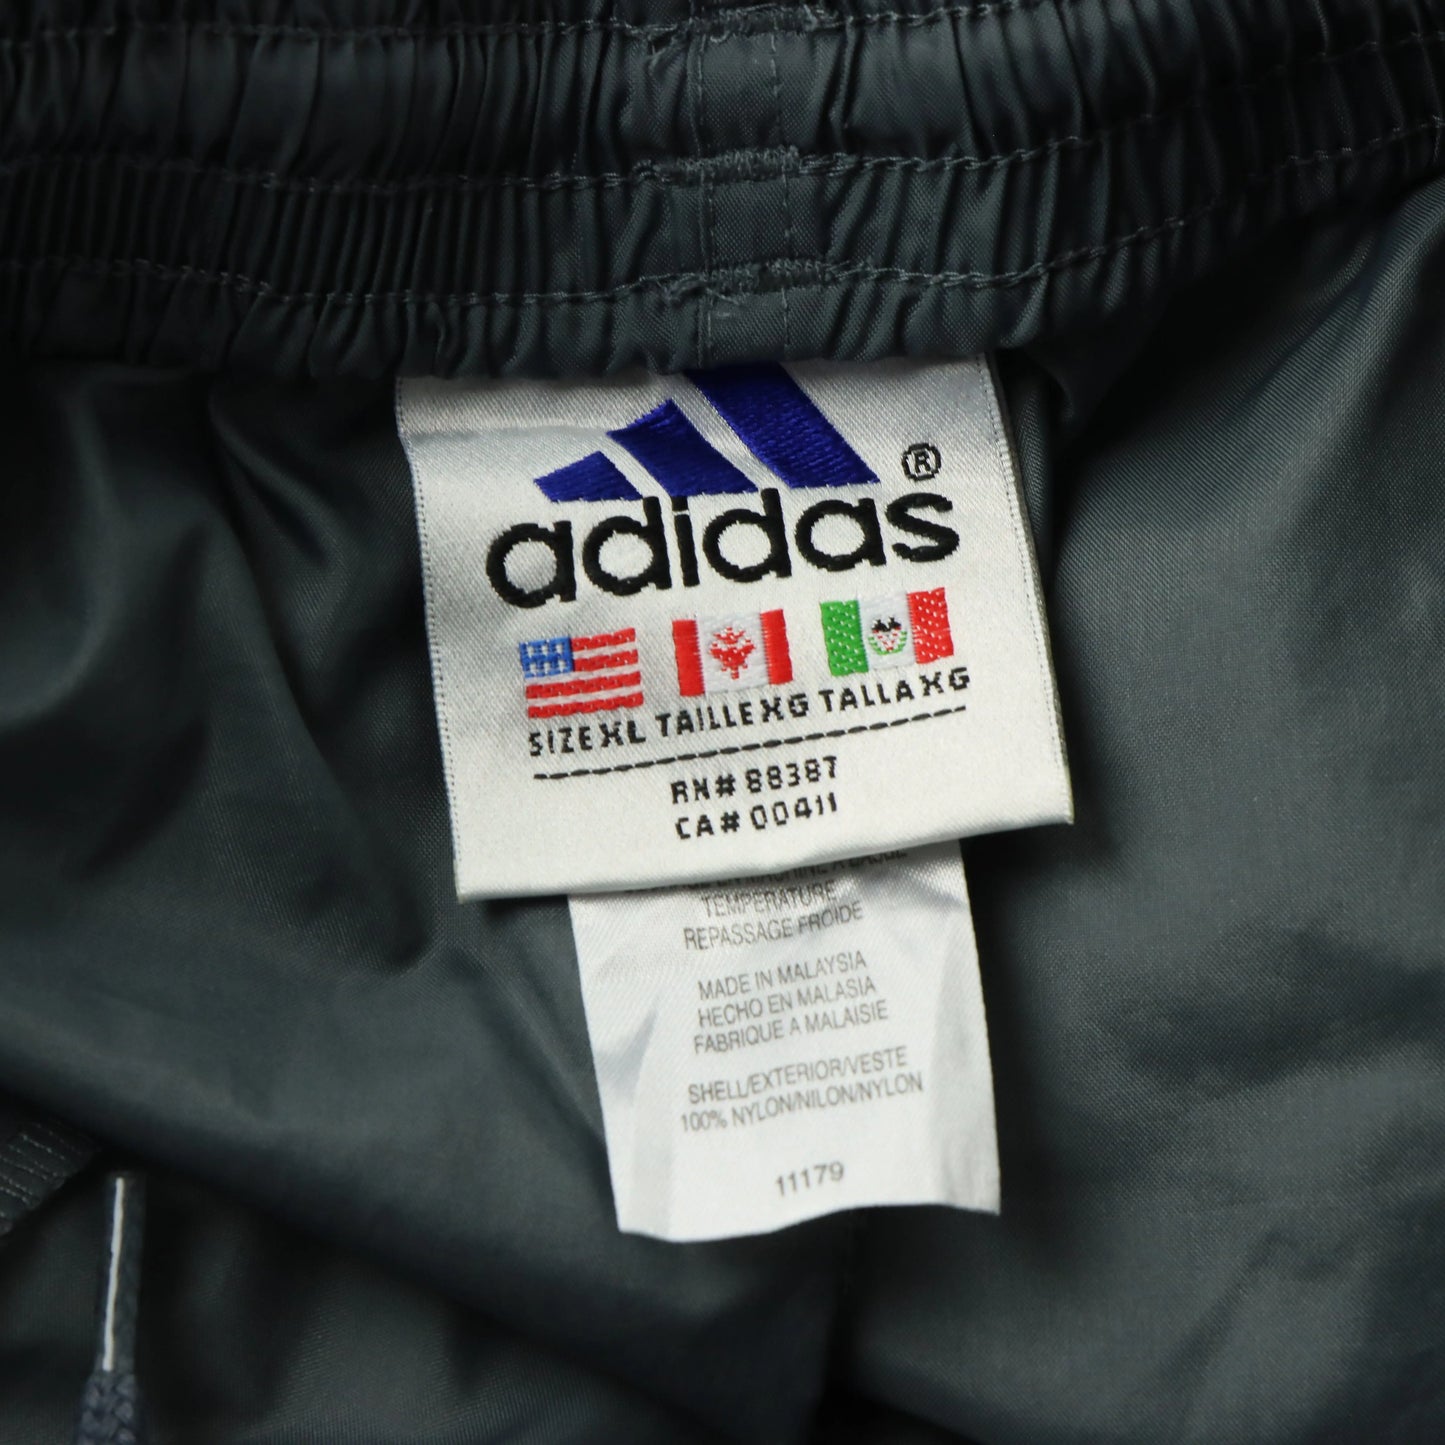 adidas®
SIZE XL TAILLE XG TALLA XG
RN# 88387
CA# 00411
TEMPERATURE
REPASSAGE FROIDE
MADE IN MALAYSIA
HECHO EN MALASIA
FABRIQUE A MALAISIE
SHELL/EXTERIOR/VESTE
100% NYLON/NILON/NYLON
11179